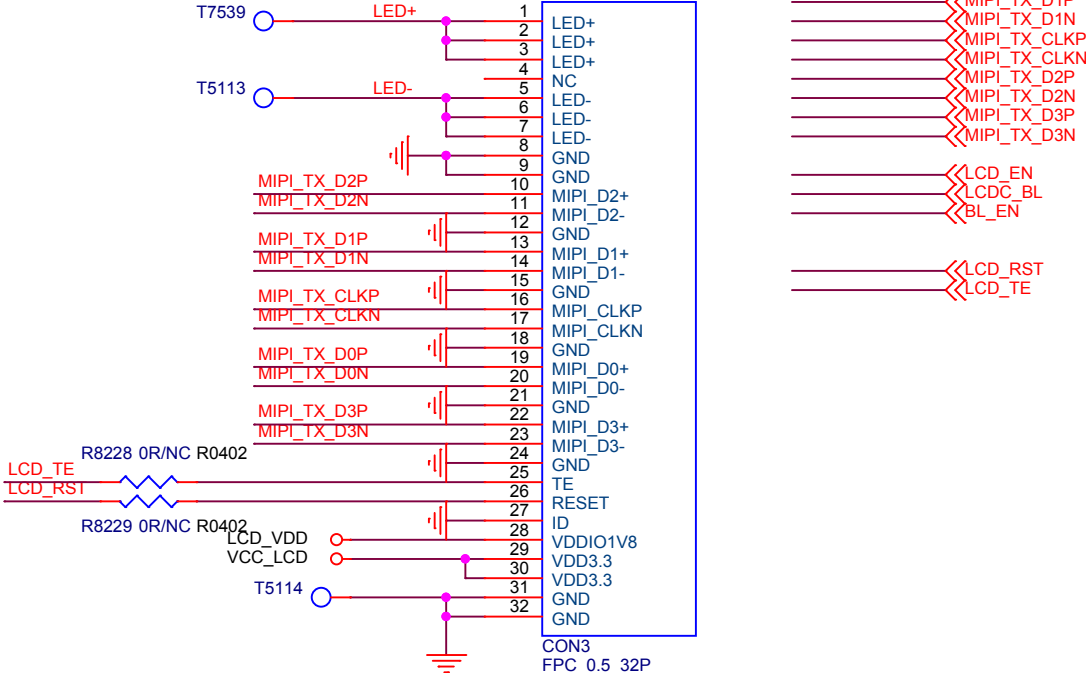 T7539
LED+
T5113
LED-
MIPI_TX_D2P
MIPI_TX_D2N
MIPI_TX_D1P
MIPI_TX_D1N
MIPI_TX_CLKP
MIPI_TX_CLKN
MIPI_TX_D0P
MIPI_TX_D0N
MIPI_TX_D3P
MIPI_TX_D3N
R8228 0R/NC R0402
LCD_TE
LCD_RST
R8229 0R/NC R0402
LCD_VDD
VCC_LCD
T5114
1 LED+
2 LED+
3 LED+
4 NC
5 LED-
6 LED-
7 LED-
8 GND
9 GND
10 MIPI_D2+
11 MIPI_D2-
12 GND
13 MIPI_D1+
14 MIPI_D1-
15 GND
16 MIPI_CLKP
17 MIPI_CLKN
18 GND
19 MIPI_D0+
20 MIPI_D0-
21 GND
22 MIPI_D3+
23 MIPI_D3-
24 GND
25 TE
26 RESET
27 ID
28 VDDIO1V8
29 VDD3.3
30 VDD3.3
31 GND
32 GND
CON3
FPC 0.5 32P
MIPI_TX_D1P
MIPI_TX_D1N
MIPI_TX_CLKP
MIPI_TX_CLKN
MIPI_TX_D2P
MIPI_TX_D2N
MIPI_TX_D3P
MIPI_TX_D3N
LCD_EN
LCDC_BL
BL_EN
LCD_RST
LCD_TE